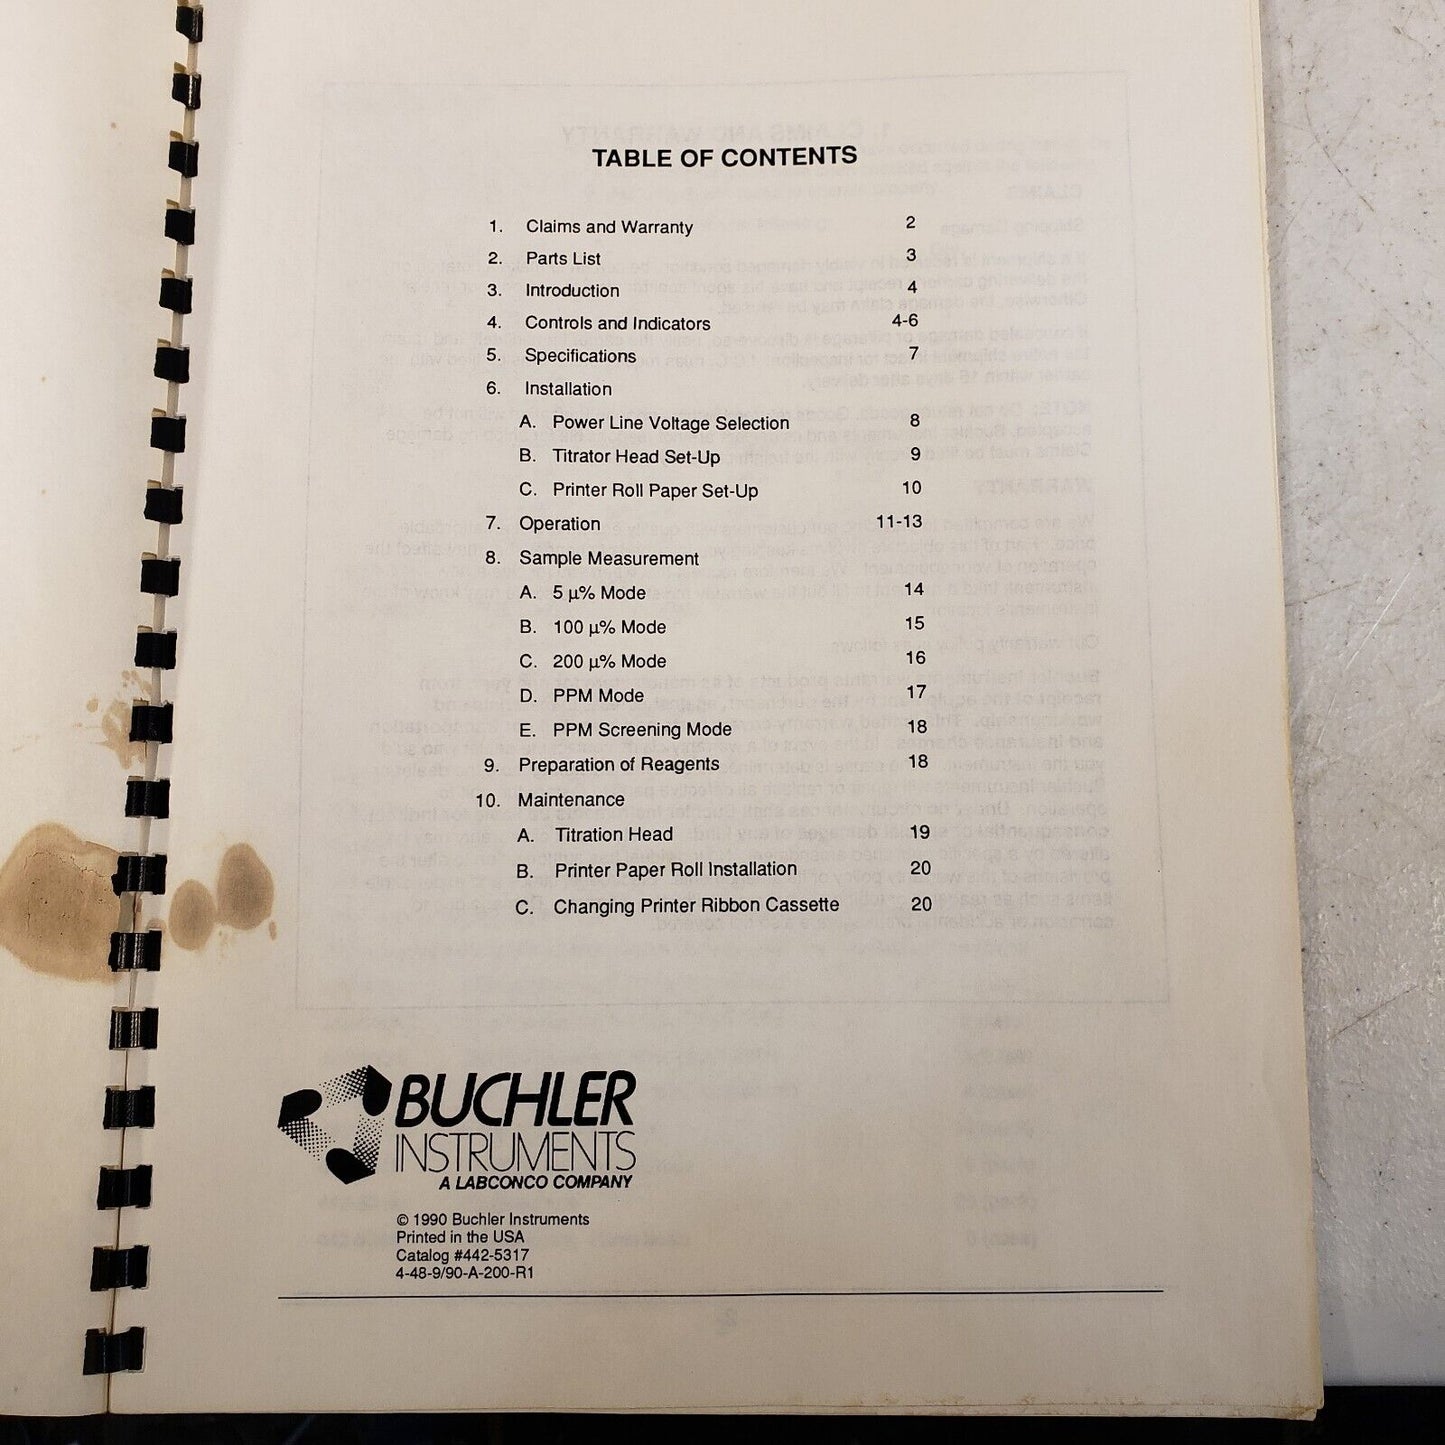 TABLE OF CONTENTS
1. Claims and Warranty 2
2. Parts List 3
3. Introduction 4
4. Controls and Indicators 4-6
5. Specifications 7
6. Installation
A. Power Line Voltage Selection 8
B. Titrator Head Set-Up 9
C. Printer Roll Paper Set-Up 10
7. Operation 11-13
8. Sample Measurement
A. 5 µ% Mode 14
B. 100 µ% Mode 15
C. 200 µ% Mode 16
D. PPM Mode 17
E. PPM Screening Mode 18
9. Preparation of Reagents 18
10. Maintenance
A. Titration Head 19
B. Printer Paper Roll Installation 20
C. Changing Printer Ribbon Cassette 20
BUCHLER
INSTRUMENTS
A LABCONCO COMPANY
© 1990 Buchler Instruments
Printed in the USA
Catalog #442-5317
4-48-9/90-A-200-R1